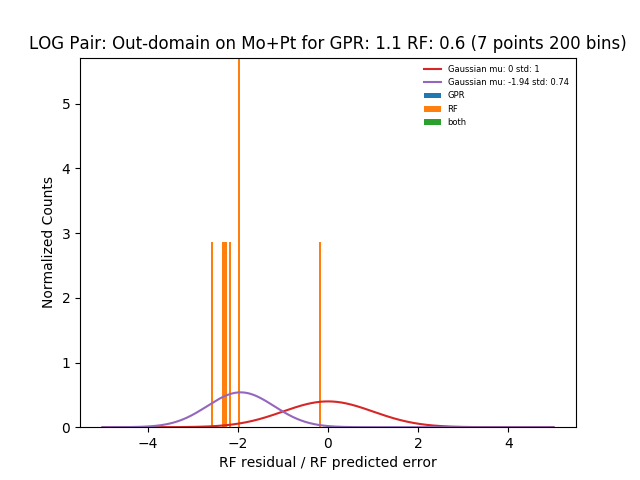 LOG Pair: Out-domain on Mo+Pt for GPR: 1.1 RF: 0.6 (7 points 200 bins)
Gaussian mu: 0 std: 1
Gaussian mu: -1.94 std: 0.74
GPR
RF
both
Normalized Counts
5
4
3
2
1
0
−4
−2
0
2
4
RF residual / RF predicted error